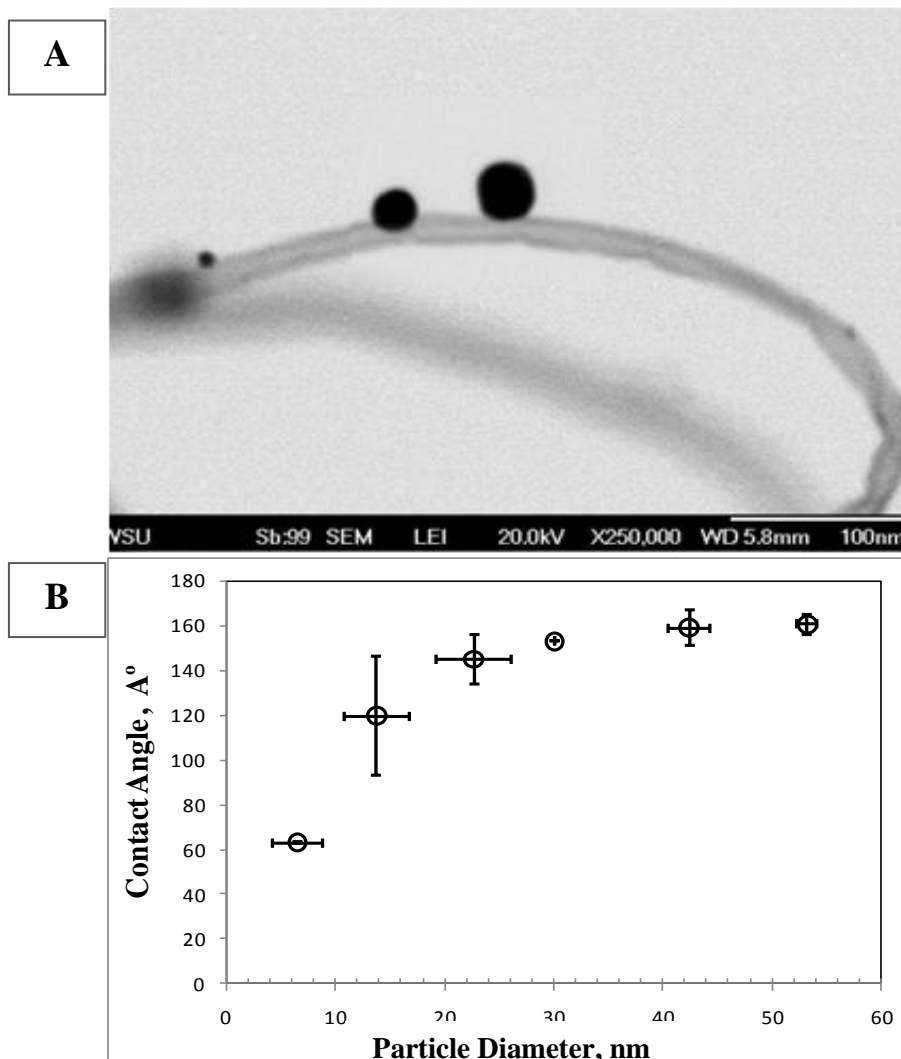 A
WSU Sb:99 SEM LEI 20.0kV X250,000 WD 5.8mm 100nm
B
180
160
140
120
100
80
60
40
20
0
Contact Angle , Aº
0 10 20 30 40 50 60
Particle Diameter, nm